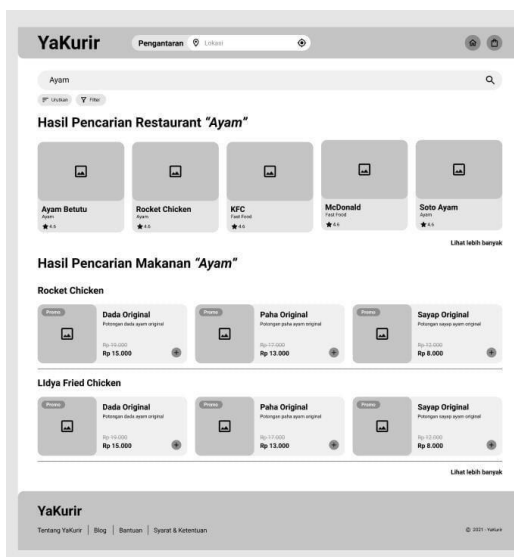 YaKurir
Pengantaran Lokasi
Ayam
Urutkan Filter
Hasil Pencarian Restaurant “Ayam”
Ayam Betutu
Ayam
4.6
Rocket Chicken
Ayam
4.6
KFC
Fast Food
4.6
McDonald
Fast Food
4.6
Soto Ayam
Ayam
4.6
Lihat lebih banyak
Hasil Pencarian Makanan “Ayam”
Rocket Chicken
Promo
Dada Original
Potongan dada ayam original
Rp 19.000
Rp 15.000
Promo
Paha Original
Potongan paha ayam original
Rp 17.000
Rp 13.000
Promo
Sayap Original
Potongan sayap ayam original
Rp 12.000
Rp 8.000
LIdya Fried Chicken
Promo
Dada Original
Potongan dada ayam original
Rp 19.000
Rp 15.000
Promo
Paha Original
Potongan paha ayam original
Rp 17.000
Rp 13.000
Promo
Sayap Original
Potongan sayap ayam original
Rp 12.000
Rp 8.000
Lihat lebih banyak
YaKurir
Tentang YaKurir | Blog | Bantuan | Syarat & Ketentuan
© 2021 - YaKurir